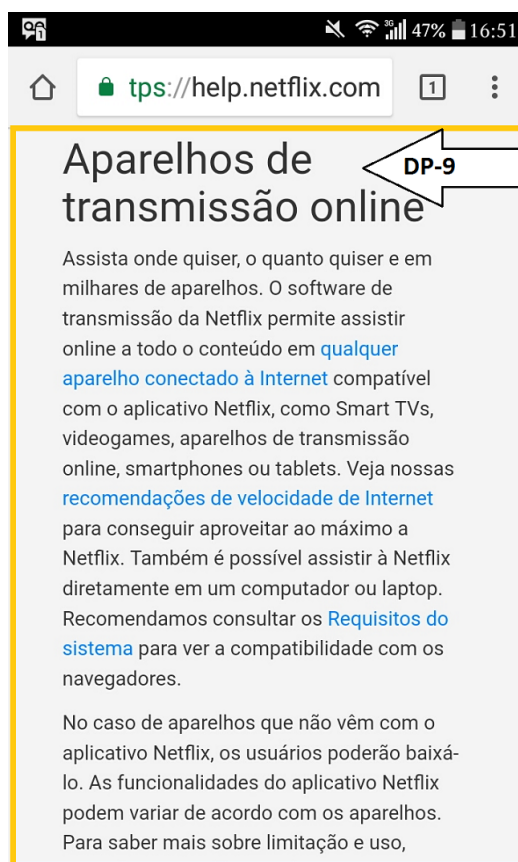 3G 47% 16:51
tps://help.netflix.com 1
Aparelhos de
DP-9
transmissão online
Assista onde quiser, o quanto quiser e em
milhares de aparelhos. O software de
transmissão da Netflix permite assistir
online a todo o conteúdo em qualquer
aparelho conectado à Internet compatível
com o aplicativo Netflix, como Smart TVs,
videogames, aparelhos de transmissão
online, smartphones ou tablets. Veja nossas
recomendações de velocidade de Internet
para conseguir aproveitar ao máximo a
Netflix. Também é possível assistir à Netflix
diretamente em um computador ou laptop.
Recomendamos consultar os Requisitos do
sistema para ver a compatibilidade com os
navegadores.
No caso de aparelhos que não vêm com o
aplicativo Netflix, os usuários poderão baixá-
lo. As funcionalidades do aplicativo Netflix
podem variar de acordo com os aparelhos.
Para saber mais sobre limitação e uso,